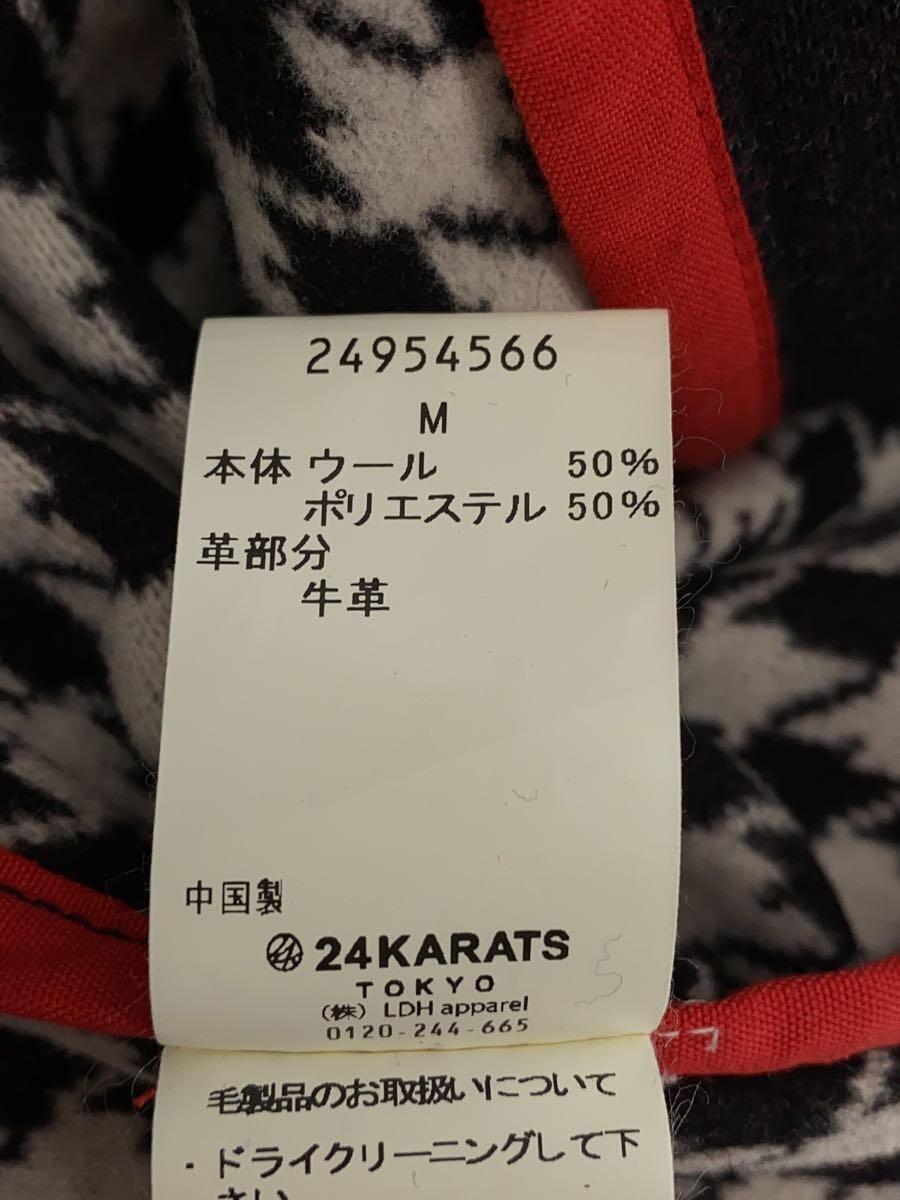 24954566
M
本体 ウール 50%
ポリエステル 50%
革部分
牛革
中国製
24KARATS
TOKYO
(株) LDH apparel
0120-244-665
毛製品のお取扱いについて
・ドライクリーニングして下
さい